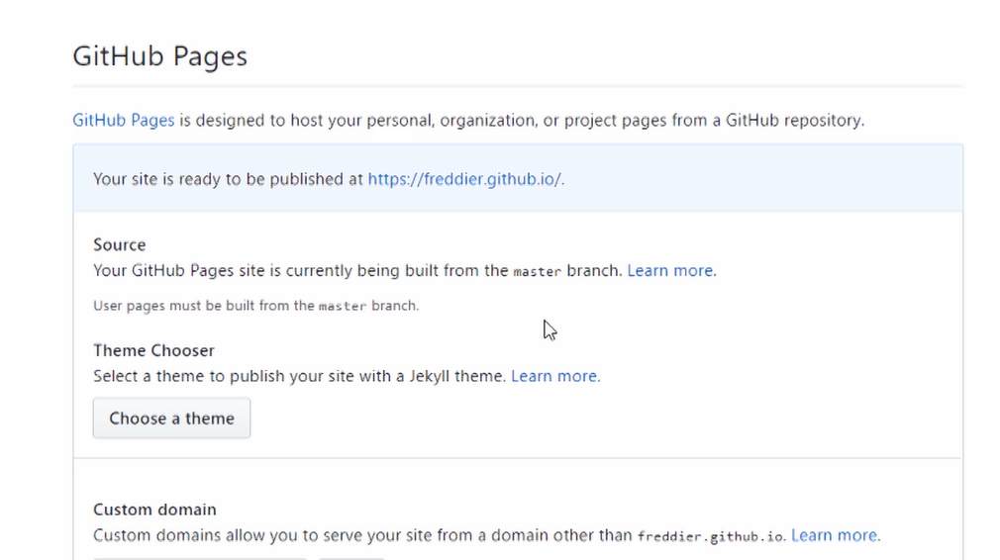 GitHub Pages
GitHub Pages is designed to host your personal, organization, or project pages from a GitHub repository.
Your site is ready to be published at https://freddier.github.io/.
Source
Your GitHub Pages site is currently being built from the master branch. Learn more.
User pages must be built from the master branch.
Theme Chooser
Select a theme to publish your site with a Jekyll theme. Learn more.
Choose a theme
Custom domain
Custom domains allow you to serve your site from a domain other than freddier.github.io. Learn more.